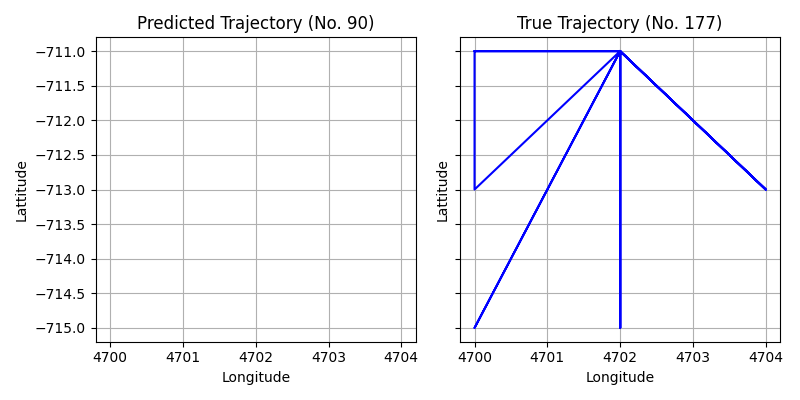 Predicted Trajectory (No. 90)
True Trajectory (No. 177)
Lattitude
−711.0
−711.5
−712.0
−712.5
−713.0
−713.5
−714.0
−714.5
−715.0
4700 4701 4702 4703 4704
Longitude
Lattitude
4700 4701 4702 4703 4704
Longitude